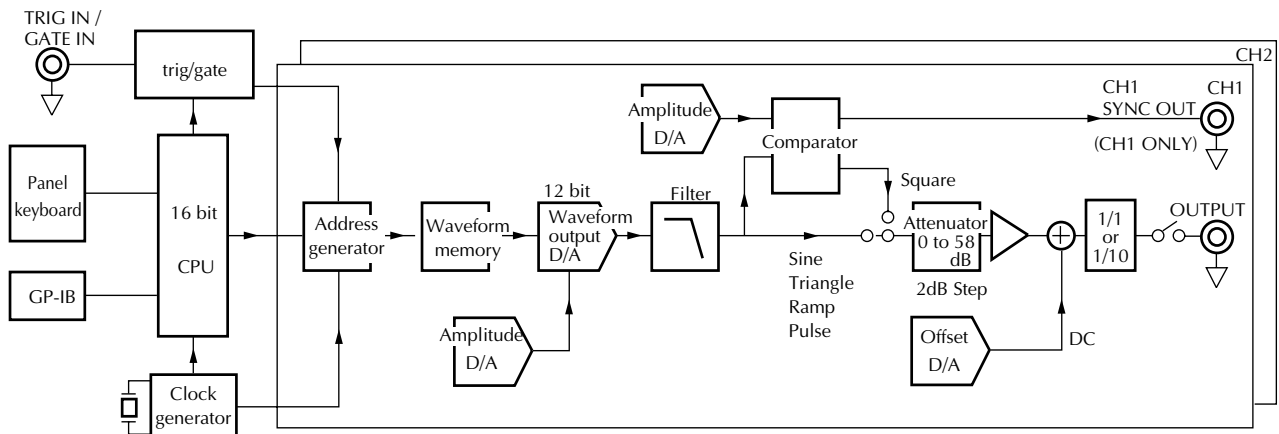 TRIG IN /
GATE IN
trig/gate
Panel
keyboard
GP-IB
16 bit
CPU
Clock
generator
CH2
Address
generator
Waveform
memory
12 bit
Waveform
output
D/A
Amplitude
D/A
Filter
Amplitude
D/A
Comparator
CH1
SYNC OUT
(CH1 ONLY)
CH1
Square
Sine
Triangle
Ramp
Pulse
Attenuator
0 to 58
dB
2dB Step
Offset
D/A
DC
1/1
or
1/10
OUTPUT